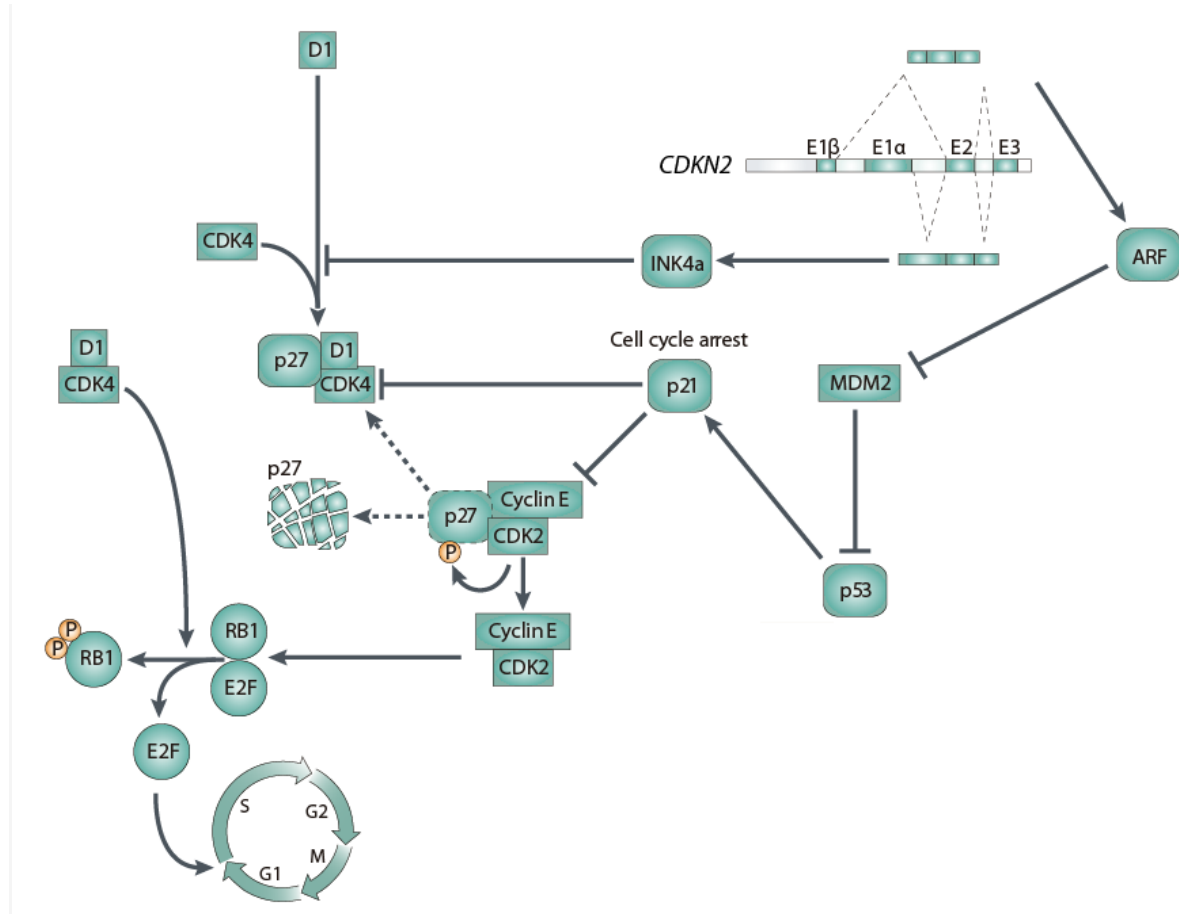 D1
E1β
E1α
E2
E3
CDKN2
CDK4
INK4a
ARF
D1
CDK4
p27
D1
CDK4
Cell cycle arrest
p21
MDM2
p27
p27
Cyclin E
CDK2
P
p53
P
P
RB1
RB1
E2F
Cyclin E
CDK2
E2F
S
G2
M
G1